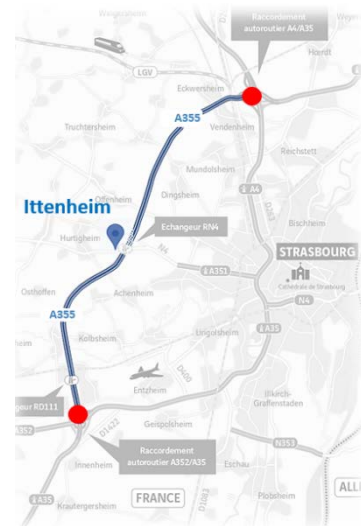 Raccordement
autoroutier A4/A35
Hoerdt
LGV
Eckwersheim
A355
Vendenheim
Truchtersheim
Reichstett
Mundolsheim
A4
Dingsheim
Ittenheim
Bischheim
Echangeur RN4
Hurtigheim
N4
STRASBOURG
A351
Cathédrale de Strasbourg
Osthoffen
Achenheim
N4
A355
A35
Kolbsheim
Lingolsheim
Entzheim
D400
Illkirch-
Graffenstaden
geur RD111
A352
D1422
Geispolsheim
N353
Raccordement
autoroutier A352/A35
Innenheim
Eschau
A35
FRANCE
D1083
Plobsheim
ALL
Krautergersheim